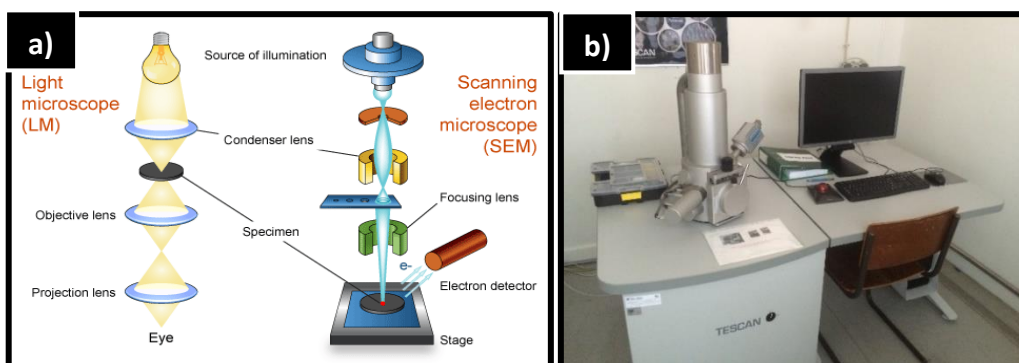 a)
Light
microscope
(LM)
Source of illumination
Scanning
electron
microscope
(SEM)
Condenser lens
Objective lens
Focusing lens
Specimen
e-
Electron detector
Projection lens
Eye
Stage
b)
TESCAN
TESCAN